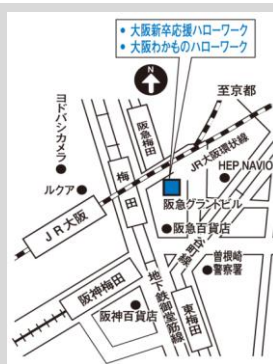 • 大阪新卒応援ハローワーク
• 大阪わかものハローワーク
N
至京都
ヨドバシカメラ
阪急梅田
JR大阪環状線
HEP NAVIO
ルクア
梅田
阪急グランドビル
JR大阪
阪急百貨店
谷町線
曽根崎
警察署
阪神梅田
地下鉄御堂筋線
東梅田
阪神百貨店